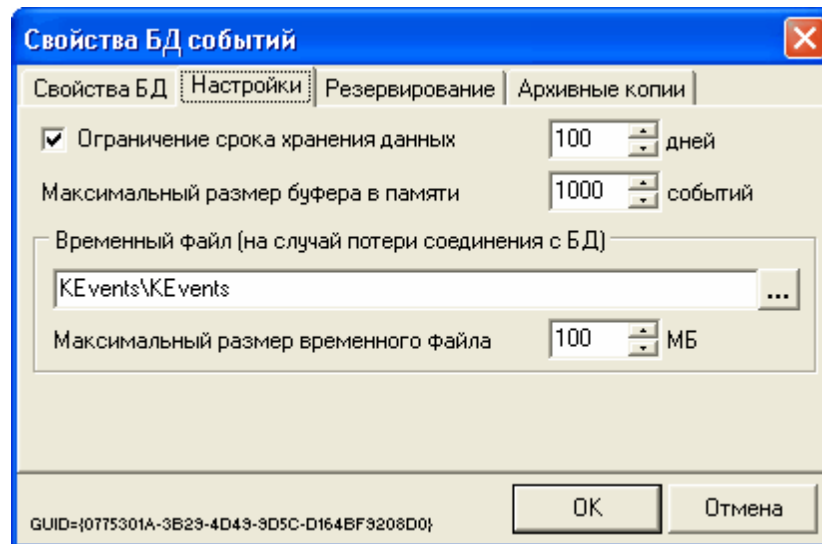 Свойства БД событий
Свойства БД Настройки Резервирование Архивные копии
Ограничение срока хранения данных 100 дней
Максимальный размер буфера в памяти 1000 событий
Временный файл (на случай потери соединения с БД)
KEvents\KEvents ...
Максимальный размер временного файла 100 МБ
OK Отмена
GUID={0775301A-3B29-4D49-9D5C-D164BF9208D0}